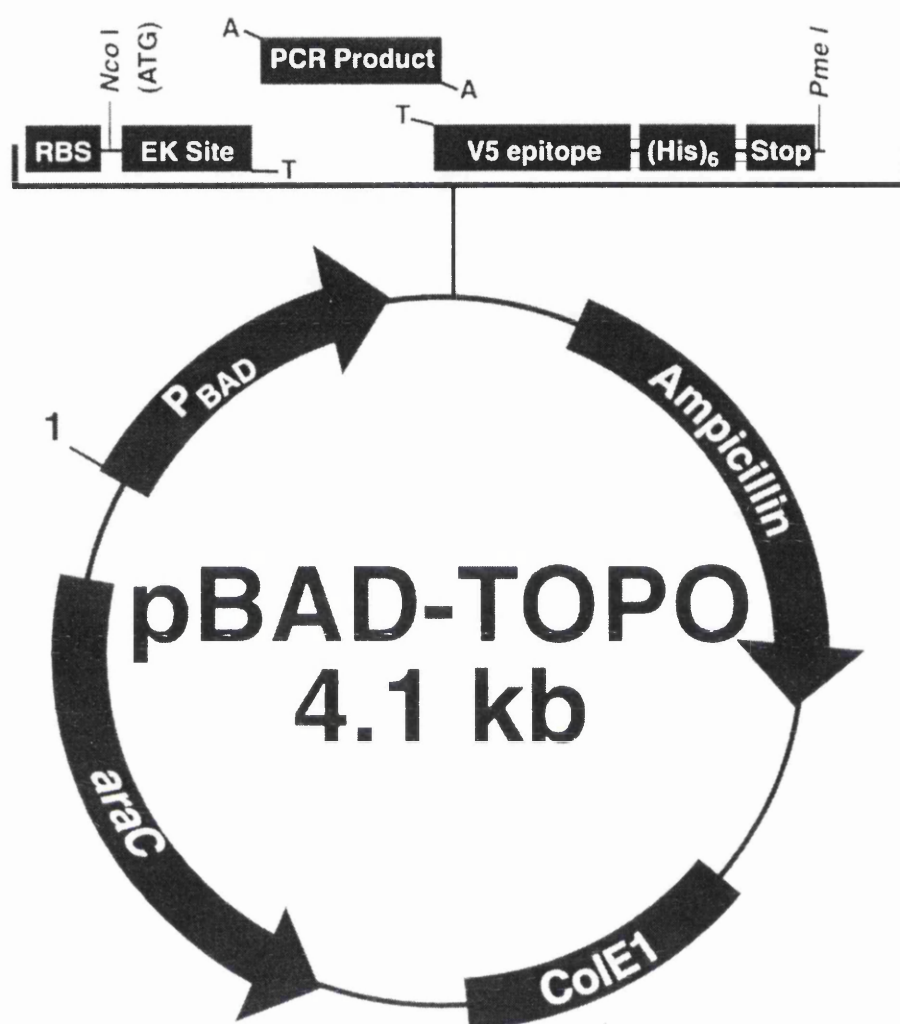 A
PCR Product
A
Nco I
(ATG)
Pme I
RBS
EK Site
T
T
V5 epitope
(His)6
Stop
PBAD
1
Ampicillin
pBAD-TOPO
4.1 kb
araC
ColE1